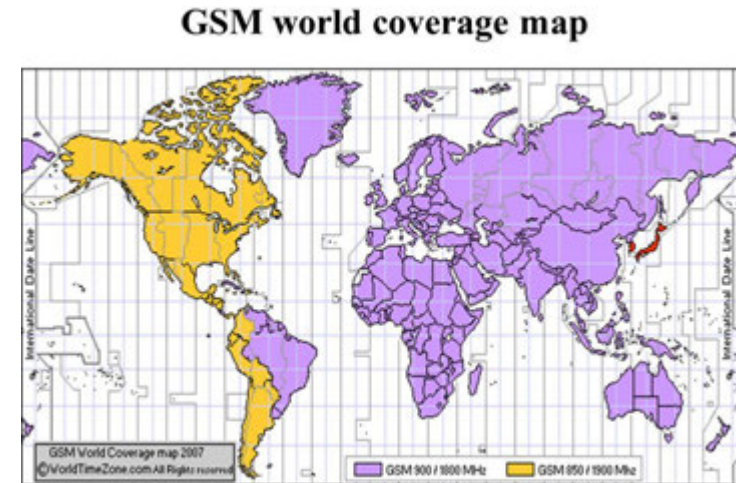 GSM world coverage map
International Date Line
International Date Line
GSM World Coverage map 2007
©WorldTimeZone.com All Rights reserved
GSM 900 / 1800 MHz
GSM 850 / 1900 Mhz